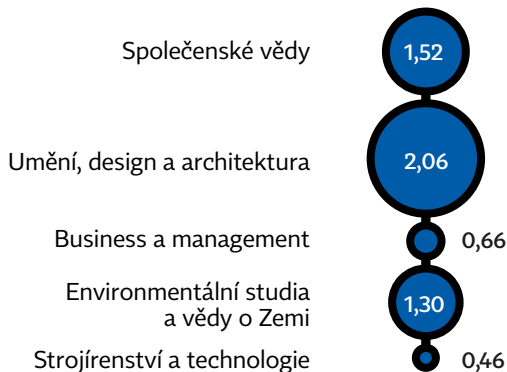 Společenské vědy
1,52
Umění, design a architektura
2,06
Business a management
0,66
Environmentální studia
a vědy o Zemi
1,30
Strojírenství a technologie
0,46